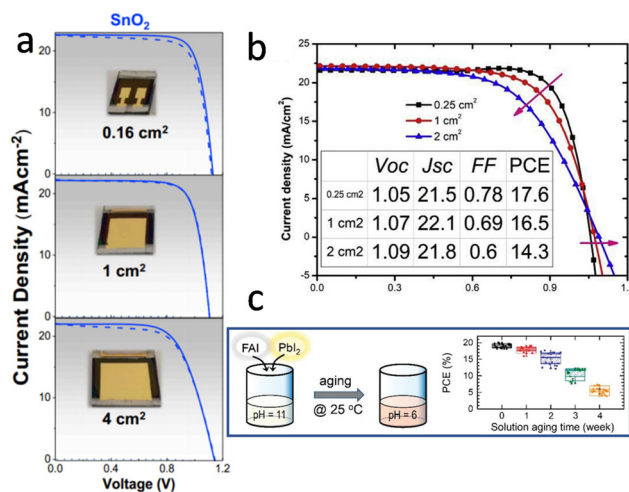 a
SnO2
Current Density (mAcm-2)
20
10
0
0.16 cm2
20
10
0
1 cm2
20
10
0
4 cm2
0.0
0.4
0.8
1.2
Voltage (V)
b
Current density (mA/cm2)
25
20
15
10
5
0
-5
0.25 cm2
1 cm2
2 cm2
Voc Jsc FF PCE
0.25 cm2 1.05 21.5 0.78 17.6
1 cm2 1.07 22.1 0.69 16.5
2 cm2 1.09 21.8 0.6 14.3
0.0 0.3 0.6 0.9
c
FAI PbI2
pH = 11
aging
@ 25 °C
pH = 6
PCE (%)
20
15
10
5
0
0 1 2 3 4
Solution aging time (week)